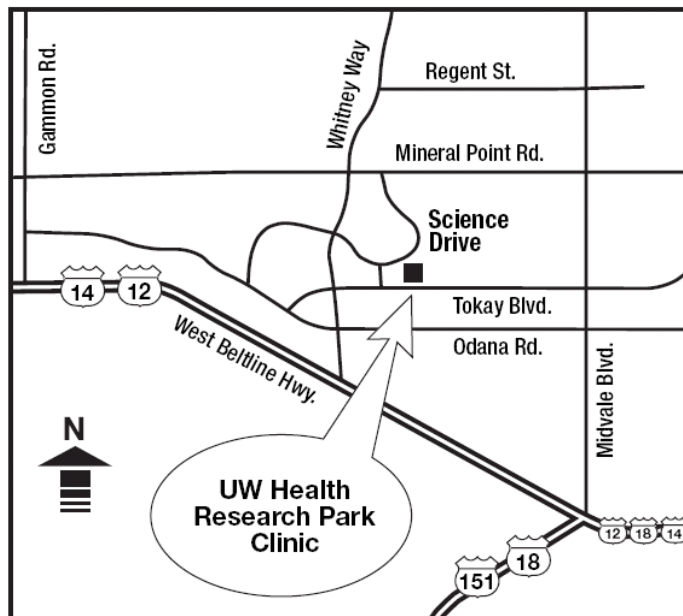 Gammon Rd.
Whitney Way
Regent St.
Mineral Point Rd.
Science
Drive
14
12
Tokay Blvd.
Odana Rd.
West Beltline Hwy.
Midvale Blvd.
N
UW Health
Research Park
Clinic
12
18
14
18
151